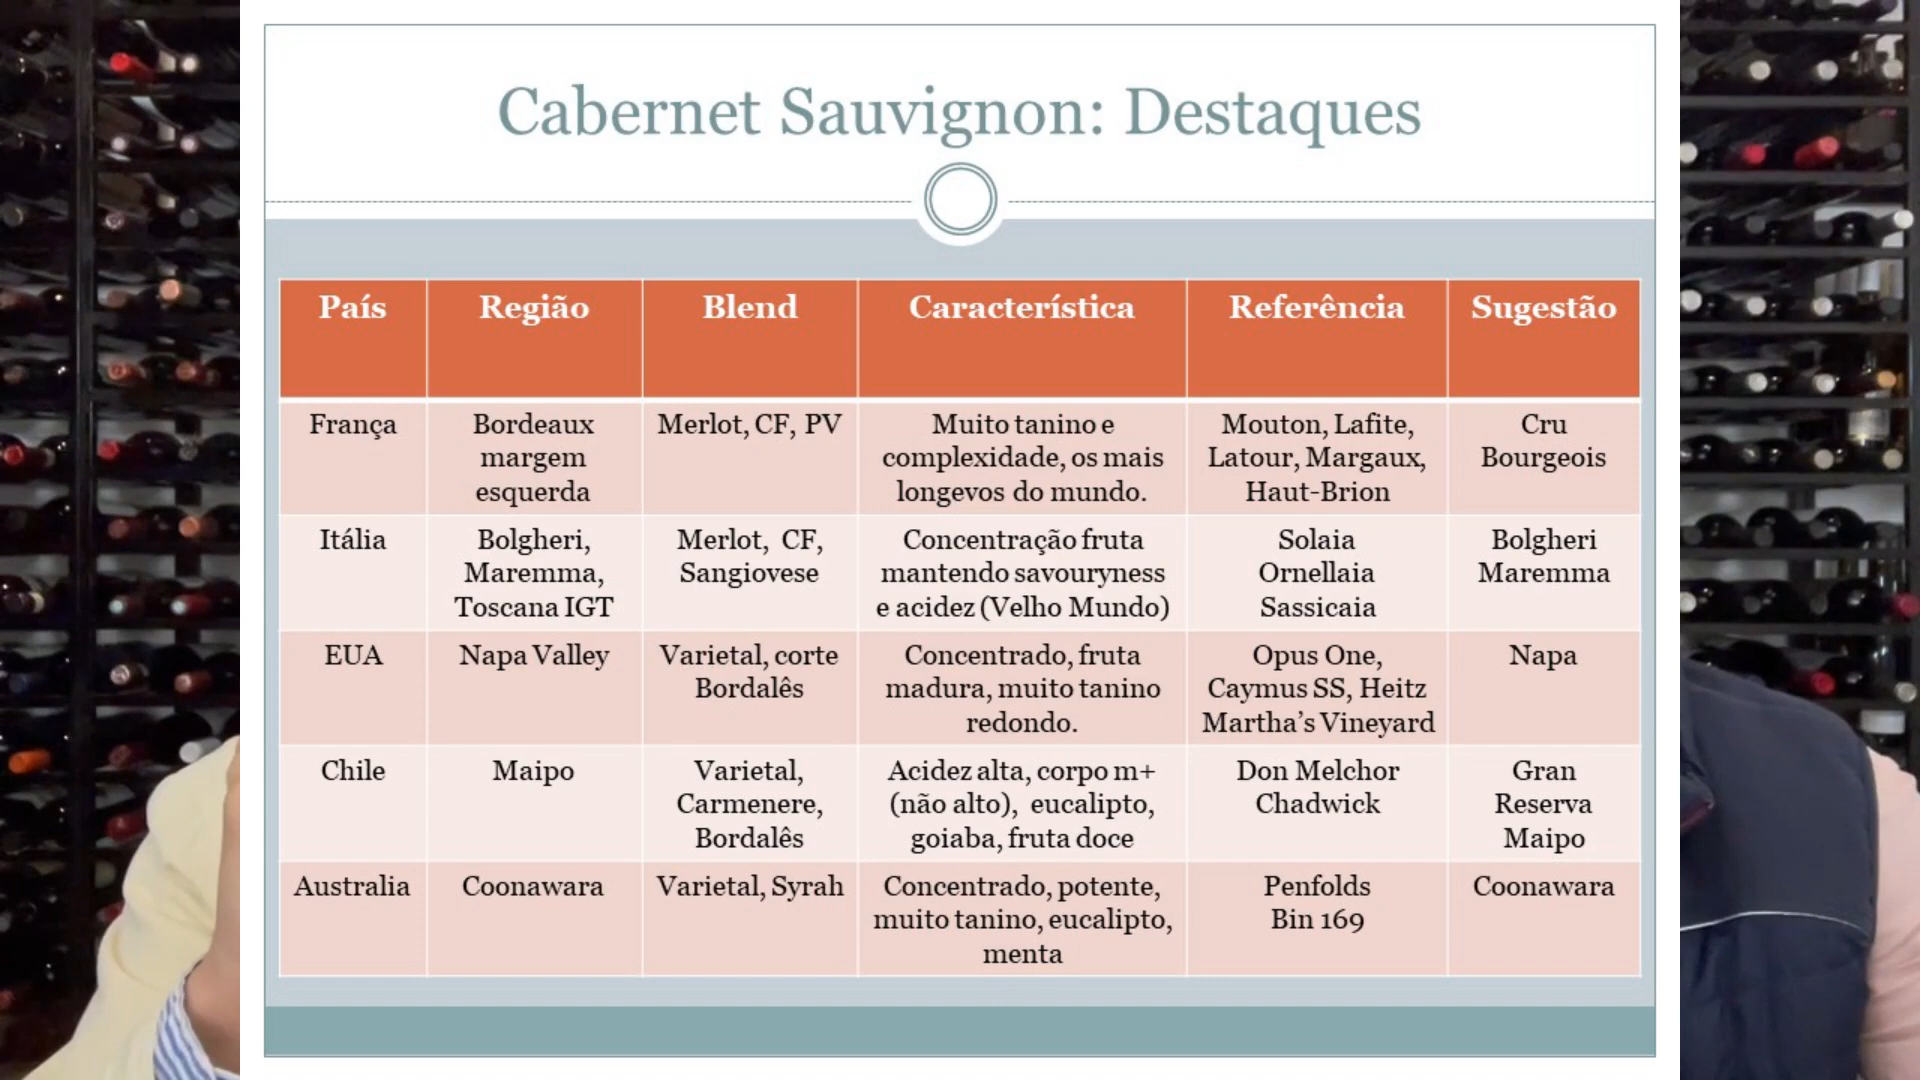 Cabernet Sauvignon: Destaques
País
Região
Blend
Característica
Referência
Sugestão
França
Bordeaux
margem
esquerda
Merlot, CF, PV
Muito tanino e
complexidade, os mais
longevos do mundo.
Mouton, Lafite,
Latour, Margaux,
Haut-Brion
Cru
Bourgeois
Itália
Bolgheri,
Maremma,
Toscana IGT
Merlot, CF,
Sangiovese
Concentração fruta
mantendo savouryness
e acidez (Velho Mundo)
Solaia
Ornellaia
Sassicaia
Bolgheri
Maremma
EUA
Napa Valley
Varietal, corte
Bordalês
Concentrado, fruta
madura, muito tanino
redondo.
Opus One,
Caymus SS, Heitz
Martha's Vineyard
Napa
Chile
Maipo
Varietal,
Carmenere,
Bordalês
Acidez alta, corpo m+
(não alto), eucalipto,
goiaba, fruta doce
Don Melchor
Chadwick
Gran
Reserva
Maipo
Australia
Coonawara
Varietal, Syrah
Concentrado, potente,
muito tanino, eucalipto,
menta
Penfolds
Bin 169
Coonawara